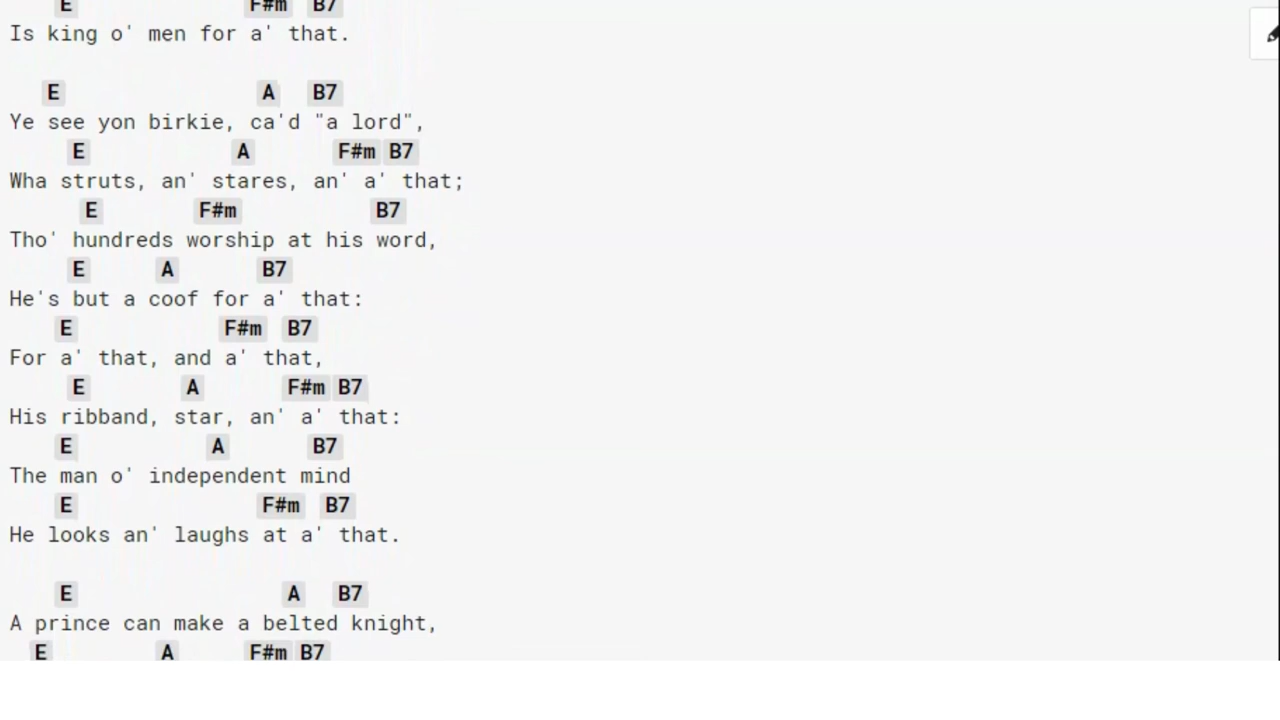 E F#m B7
Is king o' men for a' that.
E A B7
Ye see yon birkie, ca'd "a lord",
E A F#m B7
Wha struts, an' stares, an' a' that;
E F#m B7
Tho' hundreds worship at his word,
E A B7
He's but a coof for a' that:
E F#m B7
For a' that, and a' that,
E A F#m B7
His ribband, star, an' a' that:
E A B7
The man o' independent mind
E F#m B7
He looks an' laughs at a' that.
E A B7
A prince can make a belted knight,
E A F#m B7